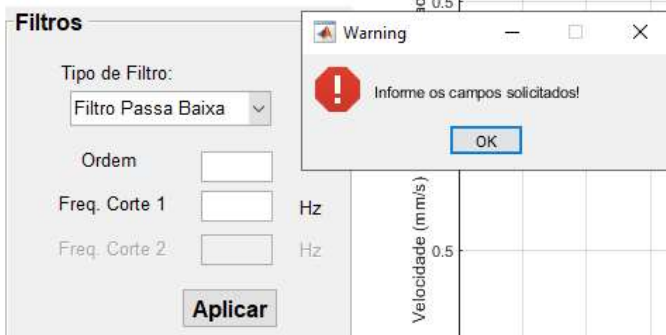 Filtros
Tipo de Filtro:
Filtro Passa Baixa
Ordem
Freq. Corte 1
Hz
Freq. Corte 2
Hz
Aplicar
Warning
Informe os campos solicitados!
OK
0.5
Velocidade (mm/s)
0.5